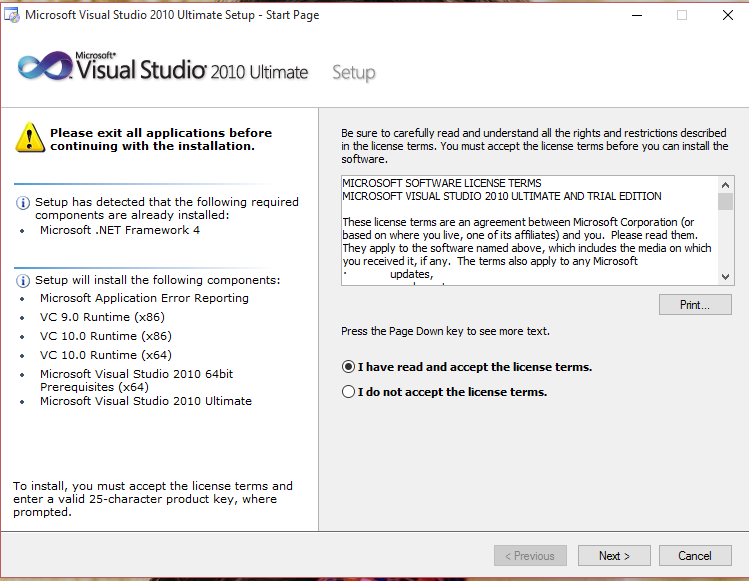 Microsoft Visual Studio 2010 Ultimate Setup - Start Page
Microsoft®
Visual Studio® 2010 Ultimate Setup
Please exit all applications before
continuing with the installation.
Setup has detected that the following required
components are already installed:
• Microsoft .NET Framework 4
Setup will install the following components:
• Microsoft Application Error Reporting
• VC 9.0 Runtime (x86)
• VC 10.0 Runtime (x86)
• VC 10.0 Runtime (x64)
• Microsoft Visual Studio 2010 64bit
Prerequisites (x64)
• Microsoft Visual Studio 2010 Ultimate
To install, you must accept the license terms and
enter a valid 25-character product key, where
prompted.
Be sure to carefully read and understand all the rights and restrictions described
in the license terms. You must accept the license terms before you can install the
software.
MICROSOFT SOFTWARE LICENSE TERMS
MICROSOFT VISUAL STUDIO 2010 ULTIMATE AND TRIAL EDITION
These license terms are an agreement between Microsoft Corporation (or
based on where you live, one of its affiliates) and you. Please read them.
They apply to the software named above, which includes the media on which
you received it, if any. The terms also apply to any Microsoft
· updates,
Print...
Press the Page Down key to see more text.
I have read and accept the license terms.
I do not accept the license terms.
< Previous
Next >
Cancel